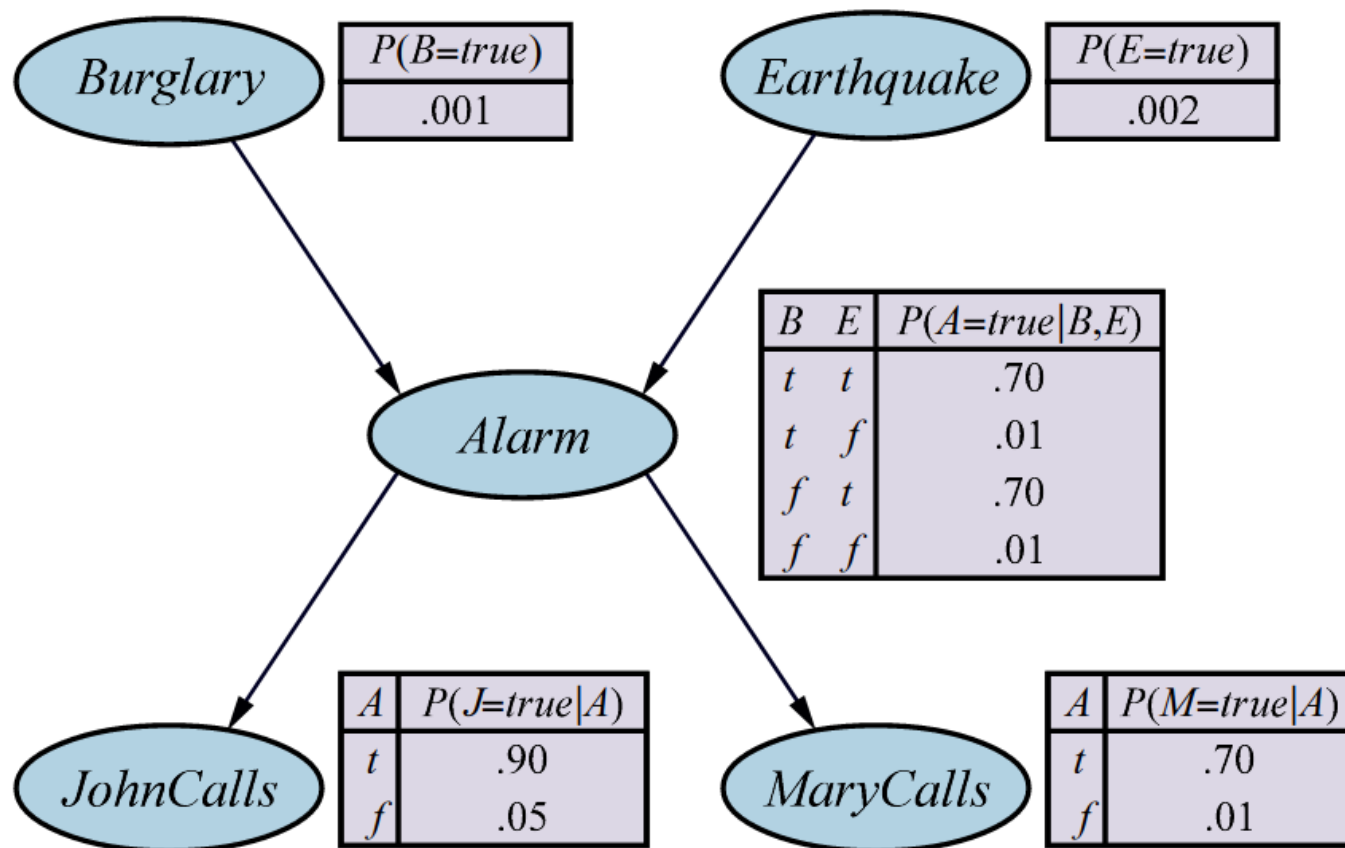 Burglary
P(B=true)
.001
Earthquake
P(E=true)
.002
B E P(A=true|B,E)
t t .70
t f .01
f t .70
f f .01
Alarm
JohnCalls
A P(J=true|A)
t .90
f .05
MaryCalls
A P(M=true|A)
t .70
f .01